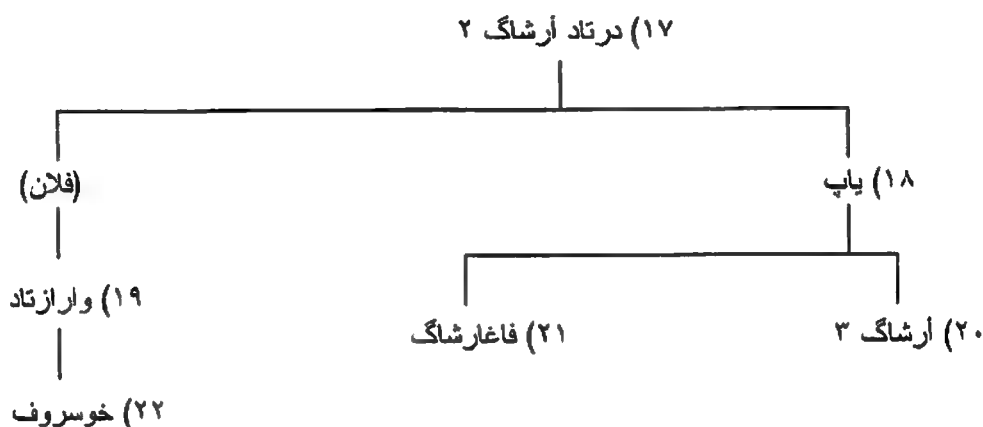 ١٧) درتاد أرشاگ ٢
١٨) ياپ
(فلان)
١٩) وارازتاد
٢٠) أرشاگ ٣
٢١) فاغارشاگ
٢٢) خوسروف